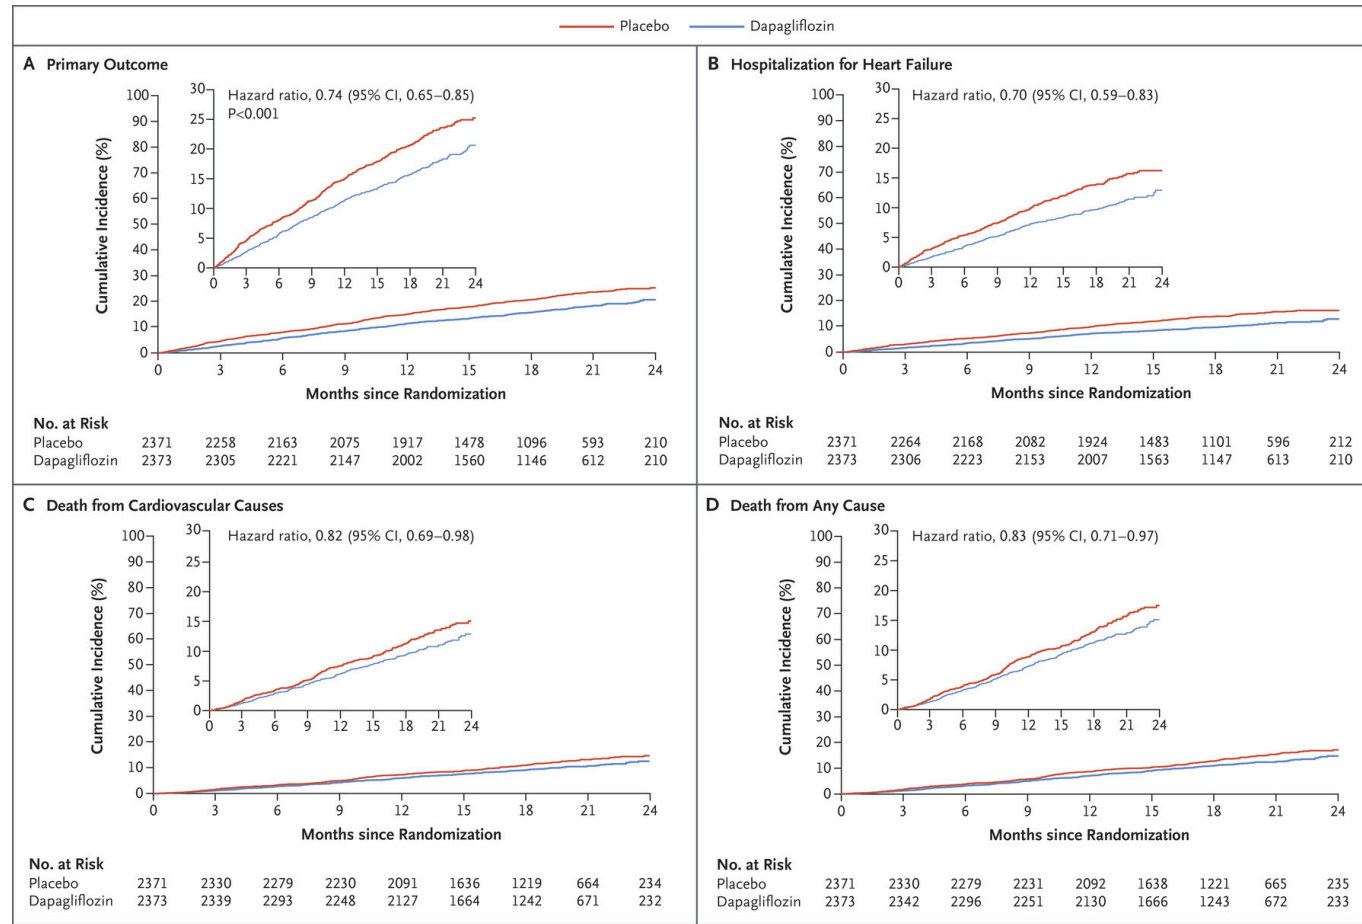 Placebo Dapagliflozin
A Primary Outcome
Cumulative Incidence (%)
100
90
80
70
60
50
40
30
20
10
0
0 3 6 9 12 15 18 21 24
30
25
20
15
10
5
0
0 3 6 9 12 15 18 21 24
Hazard ratio, 0.74 (95% CI, 0.65–0.85)
P<0.001
Months since Randomization
No. at Risk
Placebo 2371 2258 2163 2075 1917 1478 1096 593 210
Dapagliflozin 2373 2305 2221 2147 2002 1560 1146 612 210
B Hospitalization for Heart Failure
Cumulative Incidence (%)
100
90
80
70
60
50
40
30
20
10
0
0 3 6 9 12 15 18 21 24
30
25
20
15
10
5
0
0 3 6 9 12 15 18 21 24
Hazard ratio, 0.70 (95% CI, 0.59–0.83)
Months since Randomization
No. at Risk
Placebo 2371 2264 2168 2082 1924 1483 1101 596 212
Dapagliflozin 2373 2306 2223 2153 2007 1563 1147 613 210
C Death from Cardiovascular Causes
Cumulative Incidence (%)
100
90
80
70
60
50
40
30
20
10
0
0 3 6 9 12 15 18 21 24
30
25
20
15
10
5
0
0 3 6 9 12 15 18 21 24
Hazard ratio, 0.82 (95% CI, 0.69–0.98)
Months since Randomization
No. at Risk
Placebo 2371 2330 2279 2230 2091 1636 1219 664 234
Dapagliflozin 2373 2339 2293 2248 2127 1664 1242 671 232
D Death from Any Cause
Cumulative Incidence (%)
100
90
80
70
60
50
40
30
20
10
0
0 3 6 9 12 15 18 21 24
30
25
20
15
10
5
0
0 3 6 9 12 15 18 21 24
Hazard ratio, 0.83 (95% CI, 0.71–0.97)
Months since Randomization
No. at Risk
Placebo 2371 2330 2279 2231 2092 1638 1221 665 235
Dapagliflozin 2373 2342 2296 2251 2130 1666 1243 672 233